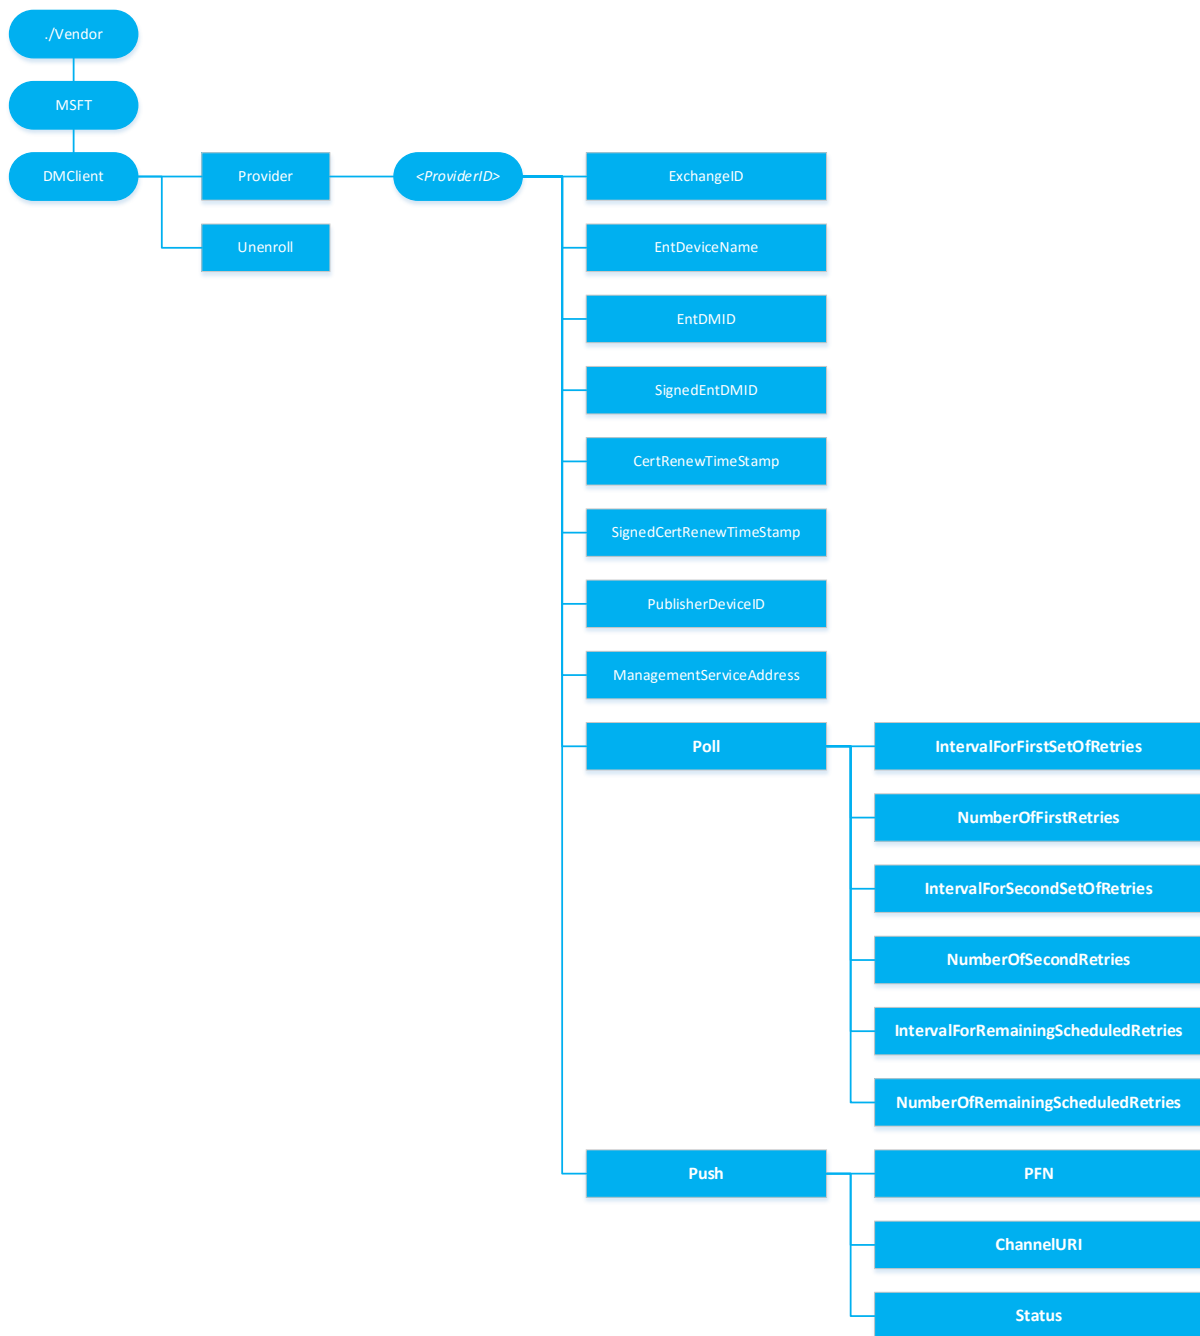 ./Vendor
MSFT
DMClient
Provider
<ProviderID>
ExchangeID
Unenroll
EntDeviceName
EntDMID
SignedEntDMID
CertRenewTimeStamp
SignedCertRenewTimeStamp
PublisherDeviceID
ManagementServiceAddress
Poll
IntervalForFirstSetOfRetries
NumberOfFirstRetries
IntervalForSecondSetOfRetries
NumberOfSecondRetries
IntervalForRemainingScheduledRetries
NumberOfRemainingScheduledRetries
Push
PFN
ChannelURI
Status